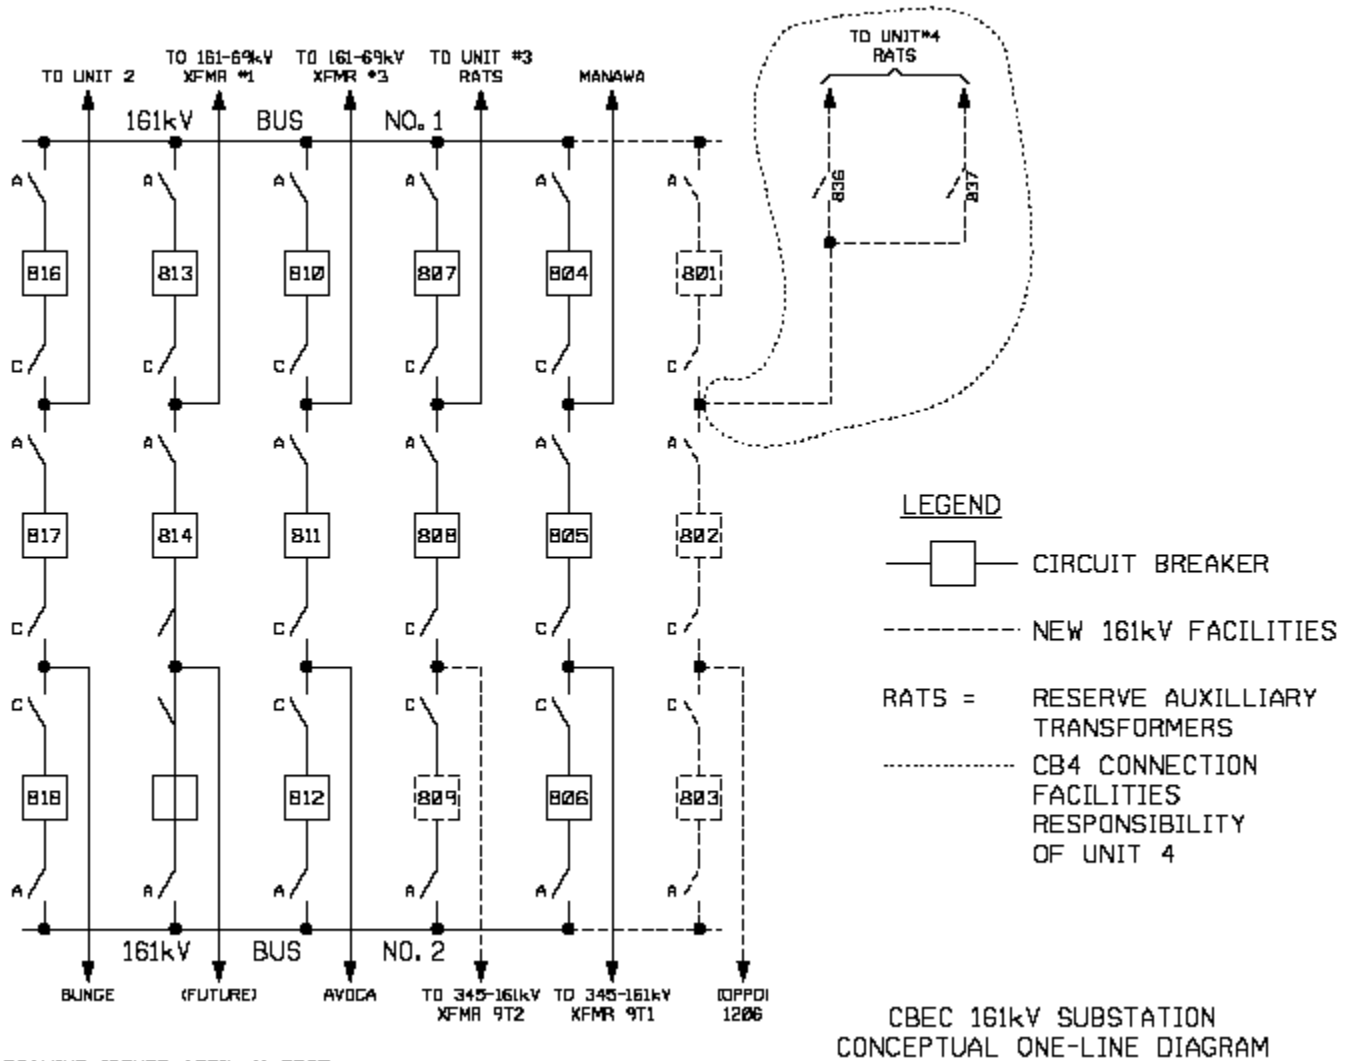 TO UNIT 2
TO 161-69kV
XFMR #1
TO 161-69kV
XFMR #3
TO UNIT #3
RATS
MANAWA
TO UNIT#4
RATS
161kV BUS NO. 1
A A A A A A
836 837
816 813 810 807 804 801
C C C C C C
A A A A A A
817 814 811 808 805 802
C C C C C
C C C C C
818 812 809 806 803
A A A A A A
161kV BUS NO. 2
BUNGE
(FUTURE)
AVOCA
TO 345-161kV
XFMR 9T2
TO 345-161kV
XFMR 9T1
(OPPD)
1206
LEGEND
CIRCUIT BREAKER
NEW 161kV FACILITIES
RATS = RESERVE AUXILLIARY
TRANSFORMERS
CB4 CONNECTION
FACILITIES
RESPONSIBILITY
OF UNIT 4
CBEC 161kV SUBSTATION
CONCEPTUAL ONE-LINE DIAGRAM